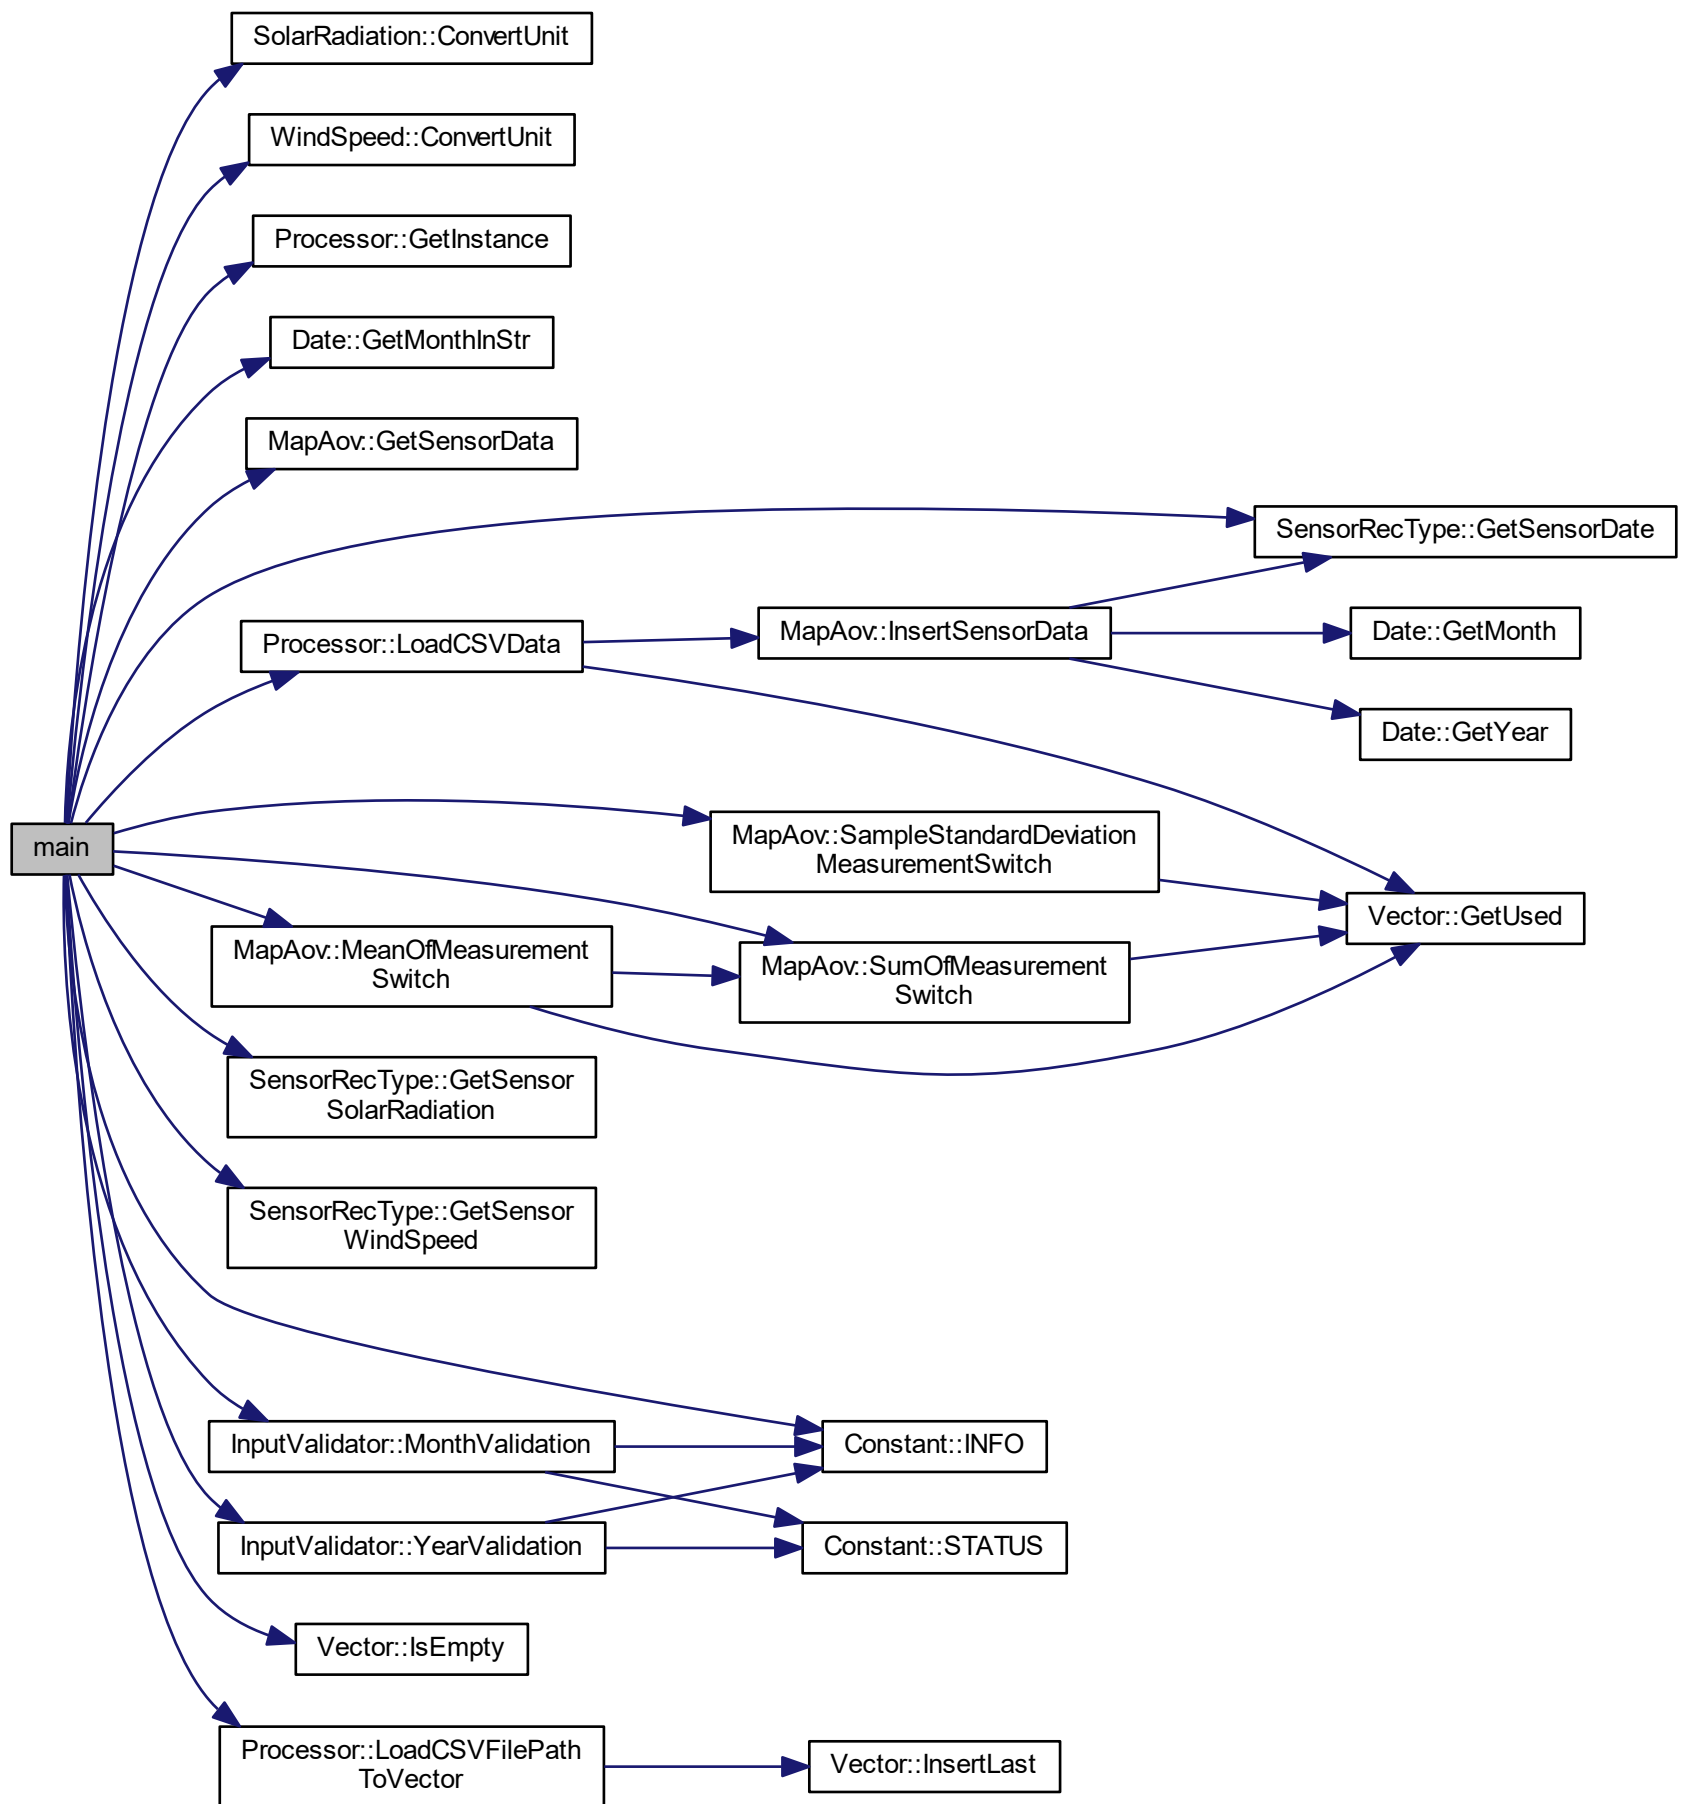 SolarRadiation::ConvertUnit
WindSpeed::ConvertUnit
Processor::GetInstance
Date::GetMonthInStr
MapAov::GetSensorData
SensorRecType::GetSensorDate
MapAov::InsertSensorData
Processor::LoadCSVData
Date::GetMonth
Date::GetYear
main
MapAov::SampleStandardDeviation
MeasurementSwitch
Vector::GetUsed
MapAov::MeanOfMeasurement
Switch
MapAov::SumOfMeasurement
Switch
SensorRecType::GetSensor
SolarRadiation
SensorRecType::GetSensor
WindSpeed
InputValidator::MonthValidation
Constant::INFO
InputValidator::YearValidation
Constant::STATUS
Vector::IsEmpty
Processor::LoadCSVFilePath
ToVector
Vector::InsertLast